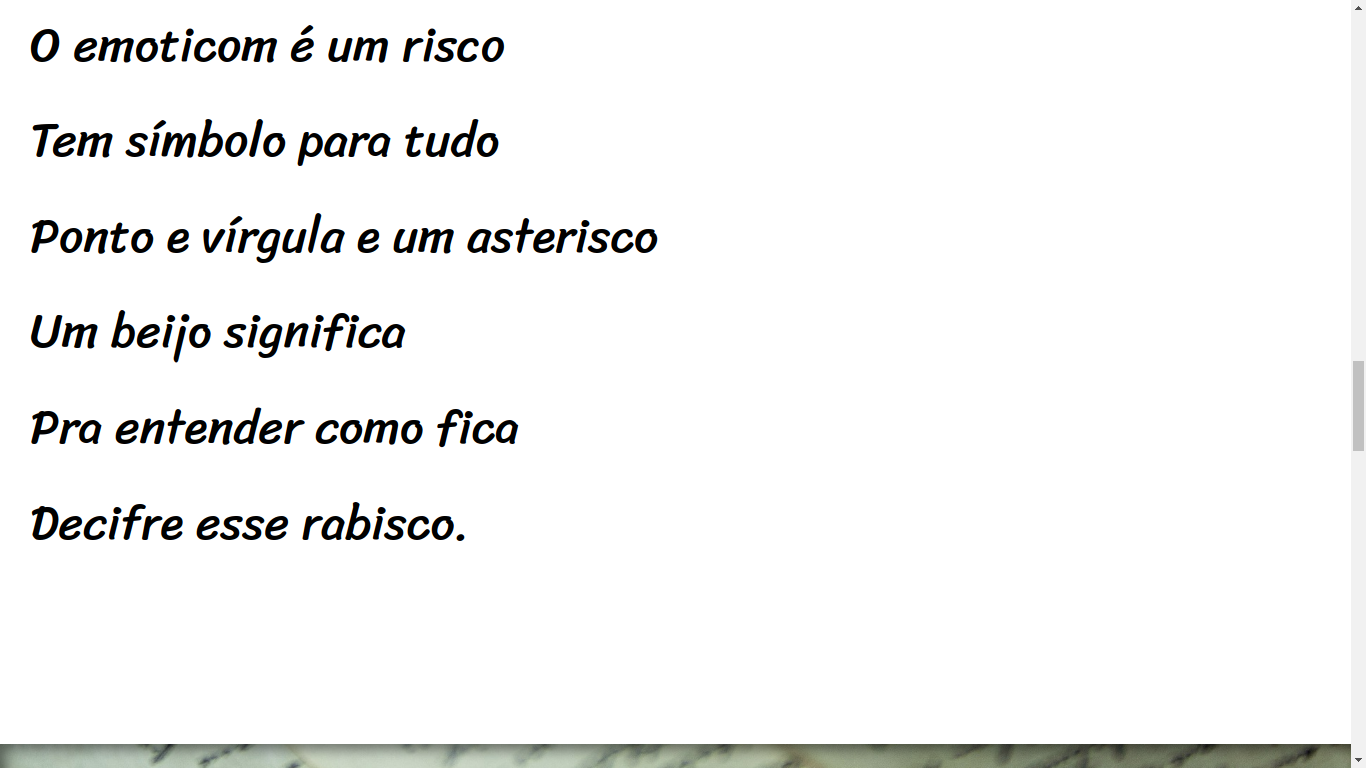 O emoticom é um risco
Tem símbolo para tudo
Ponto e vírgula e um asterisco
Um beijo significa
Pra entender como fica
Decifre esse rabisco.